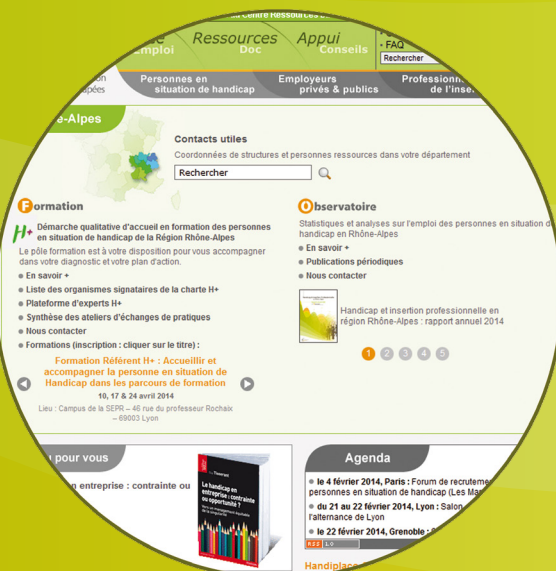 Centre Ressources
Ressources Appui
emploi Doc Conseils
• FAQ
Rechercher
Personnes en
situation de handicap
Employeurs
privés & publics
e-Alpes
Contacts utiles
Coordonnées de structures et personnes ressources dans votre département
Rechercher
Formation
H+ Démarche qualitative d'accueil en formation des personnes
en situation de handicap de la Région Rhône-Alpes
Le pôle formation est à votre disposition pour vous accompagner
dans votre diagnostic et votre plan d'action.
En savoir +
Liste des organismes signataires de la charte H+
Plateforme d'experts H+
Synthèse des ateliers d'échanges de pratiques
Nous contacter
Formations (inscription : cliquer sur le titre) :
Formation Référent H+ : Accueillir et
accompagner la personne en situation de
Handicap dans les parcours de formation
10, 17 & 24 avril 2014
Lieu : Campus de la SEPR – 46 rue du professeur Rochaix
– 69003 Lyon
Observatoire
Statistiques et analyses sur l'emploi des personnes en situation
handicap en Rhône-Alpes
En savoir +
Publications périodiques
Nous contacter
Handicap et insertion professionnelle en
région Rhône-Alpes : rapport annuel 2014
1 2 3 4 5
pour vous
en entreprise : contrainte ou
Le handicap en
entreprise : contrainte
ou opportunité ?
Agenda
le 4 février 2014, Paris : Forum de recruteme
personnes en situation de handicap (Les Ma
du 21 au 22 février 2014, Lyon : Salon
l'alternance de Lyon
le 22 février 2014, Grenoble :
RSS
Handiplace